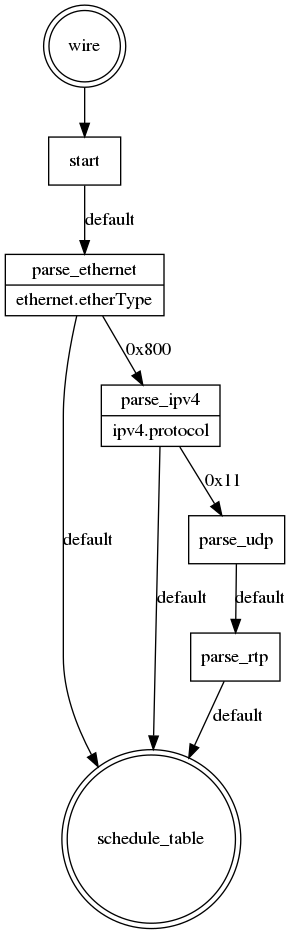 wire
start
default
parse_ethernet
ethernet.etherType
0x800
parse_ipv4
ipv4.protocol
0x11
default
parse_udp
default
default
parse_rtp
default
schedule_table